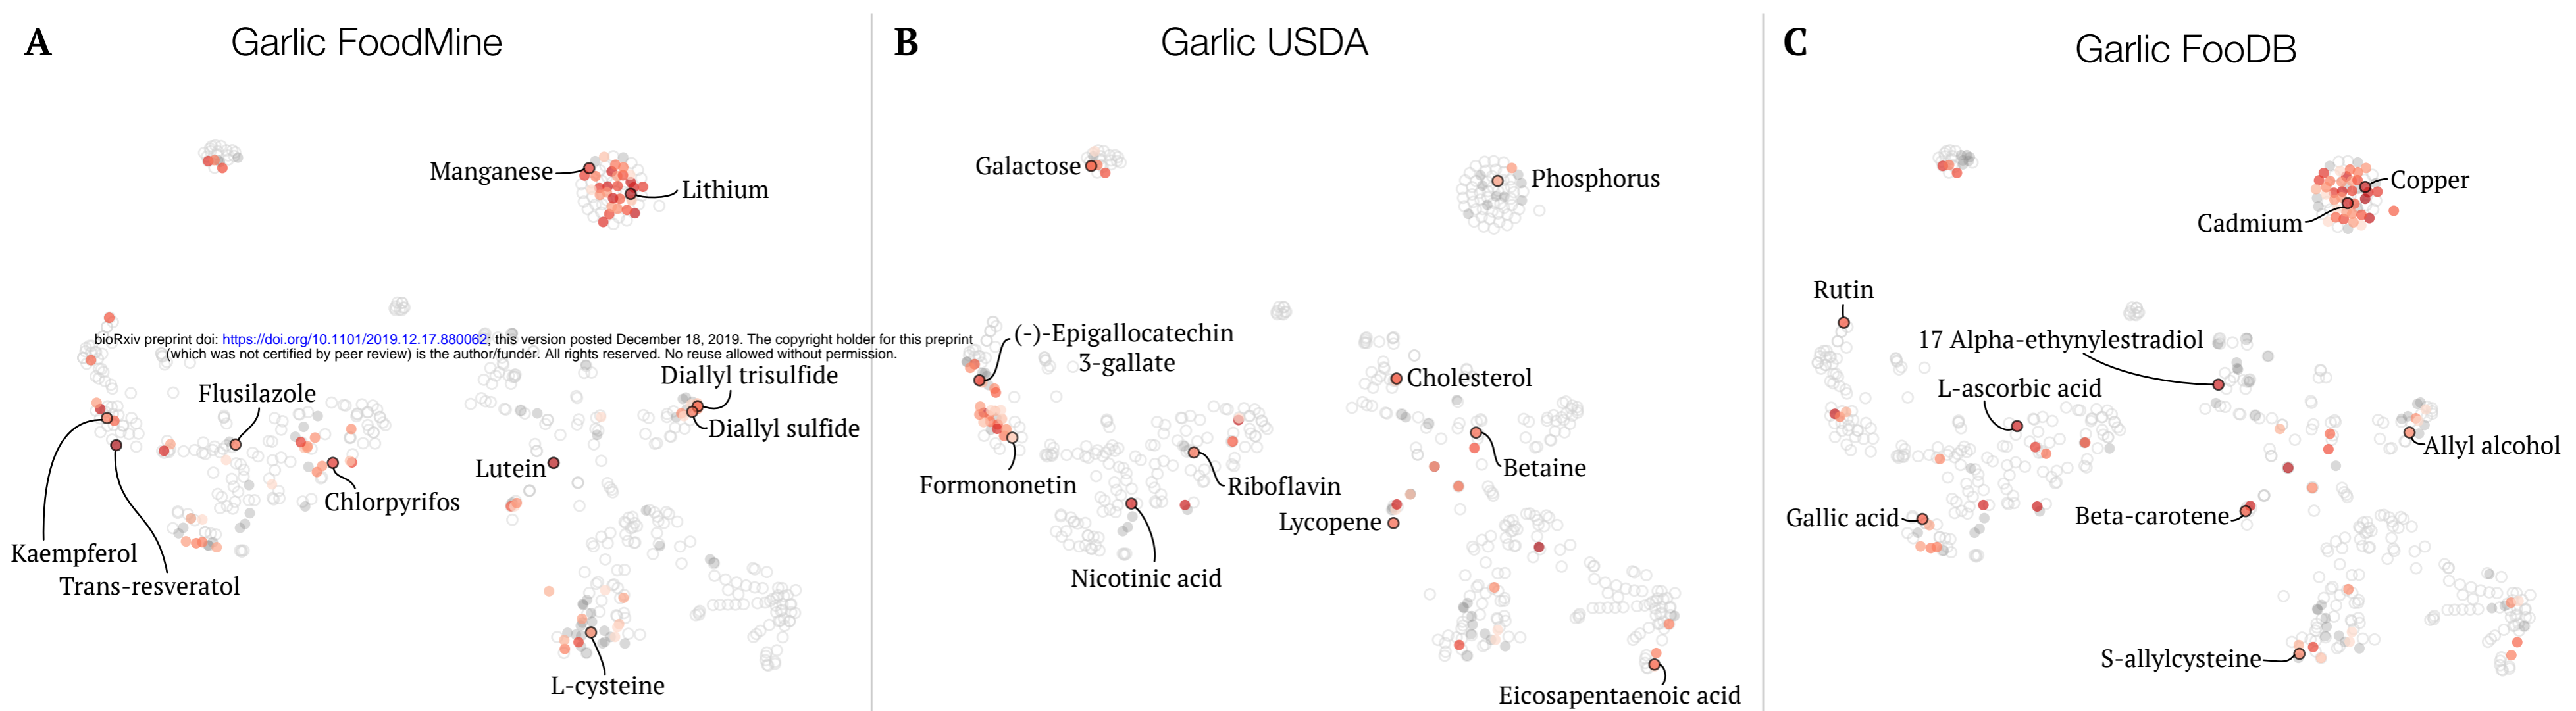 A
Garlic FoodMine
Manganese
Lithium
bioRxiv preprint doi: https://doi.org/10.1101/2019.12.17.880062; this version posted December 18, 2019. The copyright holder for this preprint
(which was not certified by peer review) is the author/funder. All rights reserved. No reuse allowed without permission.
Diallyl trisulfide
Flusilazole
Diallyl sulfide
Lutein
Chlorpyrifos
Kaempferol
Trans-resveratol
L-cysteine
B
Garlic USDA
Galactose
Phosphorus
(-)-Epigallocatechin
3-gallate
Cholesterol
Betaine
Formononetin
Riboflavin
Lycopene
Nicotinic acid
Eicosapentaenoic acid
C
Garlic FooDB
Copper
Cadmium
Rutin
17 Alpha-ethynylestradiol
L-ascorbic acid
Allyl alcohol
Gallic acid
Beta-carotene
S-allylcysteine